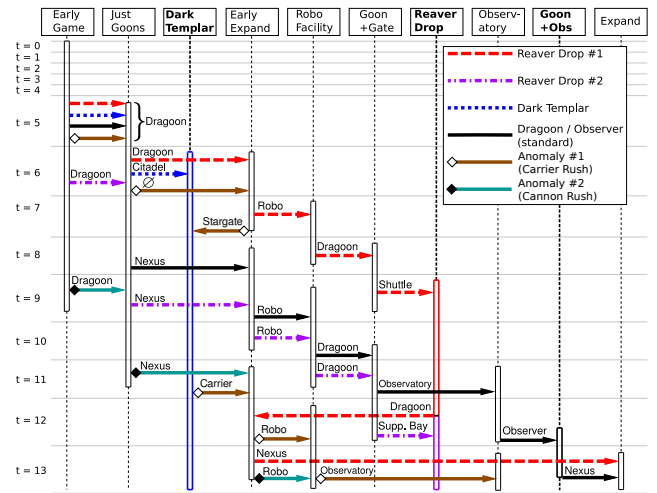 Early Game
Just Goons
Dark Templar
Early Expand
Robo Facility
Goon +Gate
Reaver Drop
Observ-atory
Goon +Obs
Expand
t = 0
t = 1
t = 2
t = 3
t = 4
Reaver Drop #1
Reaver Drop #2
Dark Templar
Dragoon / Observer
(standard)
Anomaly #1
(Carrier Rush)
Anomaly #2
(Cannon Rush)
t = 5
Dragoon
Dragoon
t = 6
Citadel
Dragoon
∅
t = 7
Robo
Stargate
t = 8
Dragoon
Nexus
t = 9
Dragoon
Shuttle
Nexus
Robo
t = 10
Robo
Dragoon
t = 11
Nexus
Dragoon
Carrier
Observatory
Dragoon
t = 12
Robo
Supp. Bay
Observer
Nexus
t = 13
Robo
Observatory
Nexus